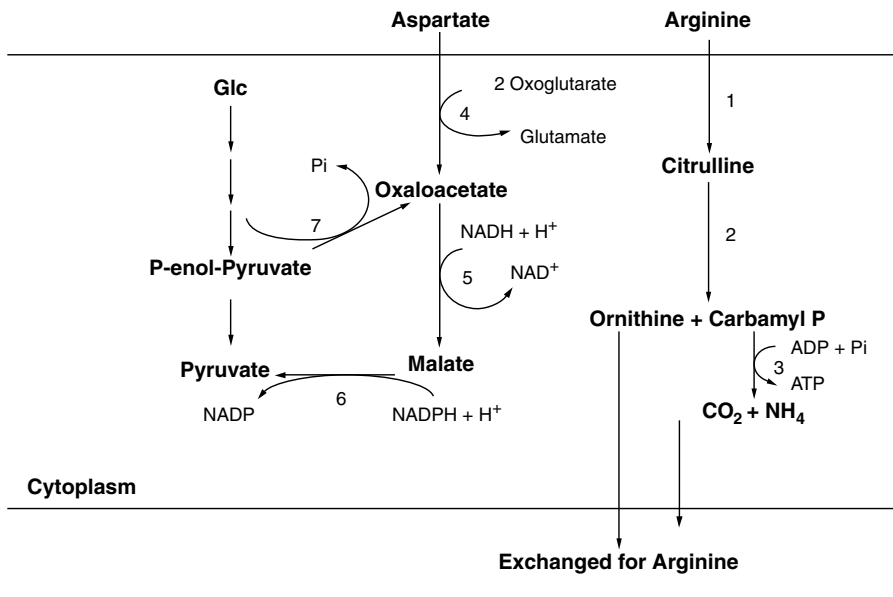 Aspartate
Arginine
Glc
2 Oxoglutarate
4
1
Glutamate
Pi
Citrulline
Oxaloacetate
7
NADH + H⁺
2
P-enol-Pyruvate
5
NAD⁺
Ornithine + Carbamyl P
ADP + Pi
Pyruvate
Malate
3
ATP
NADP
6
NADPH + H⁺
CO₂ + NH₄
Cytoplasm
Exchanged for Arginine